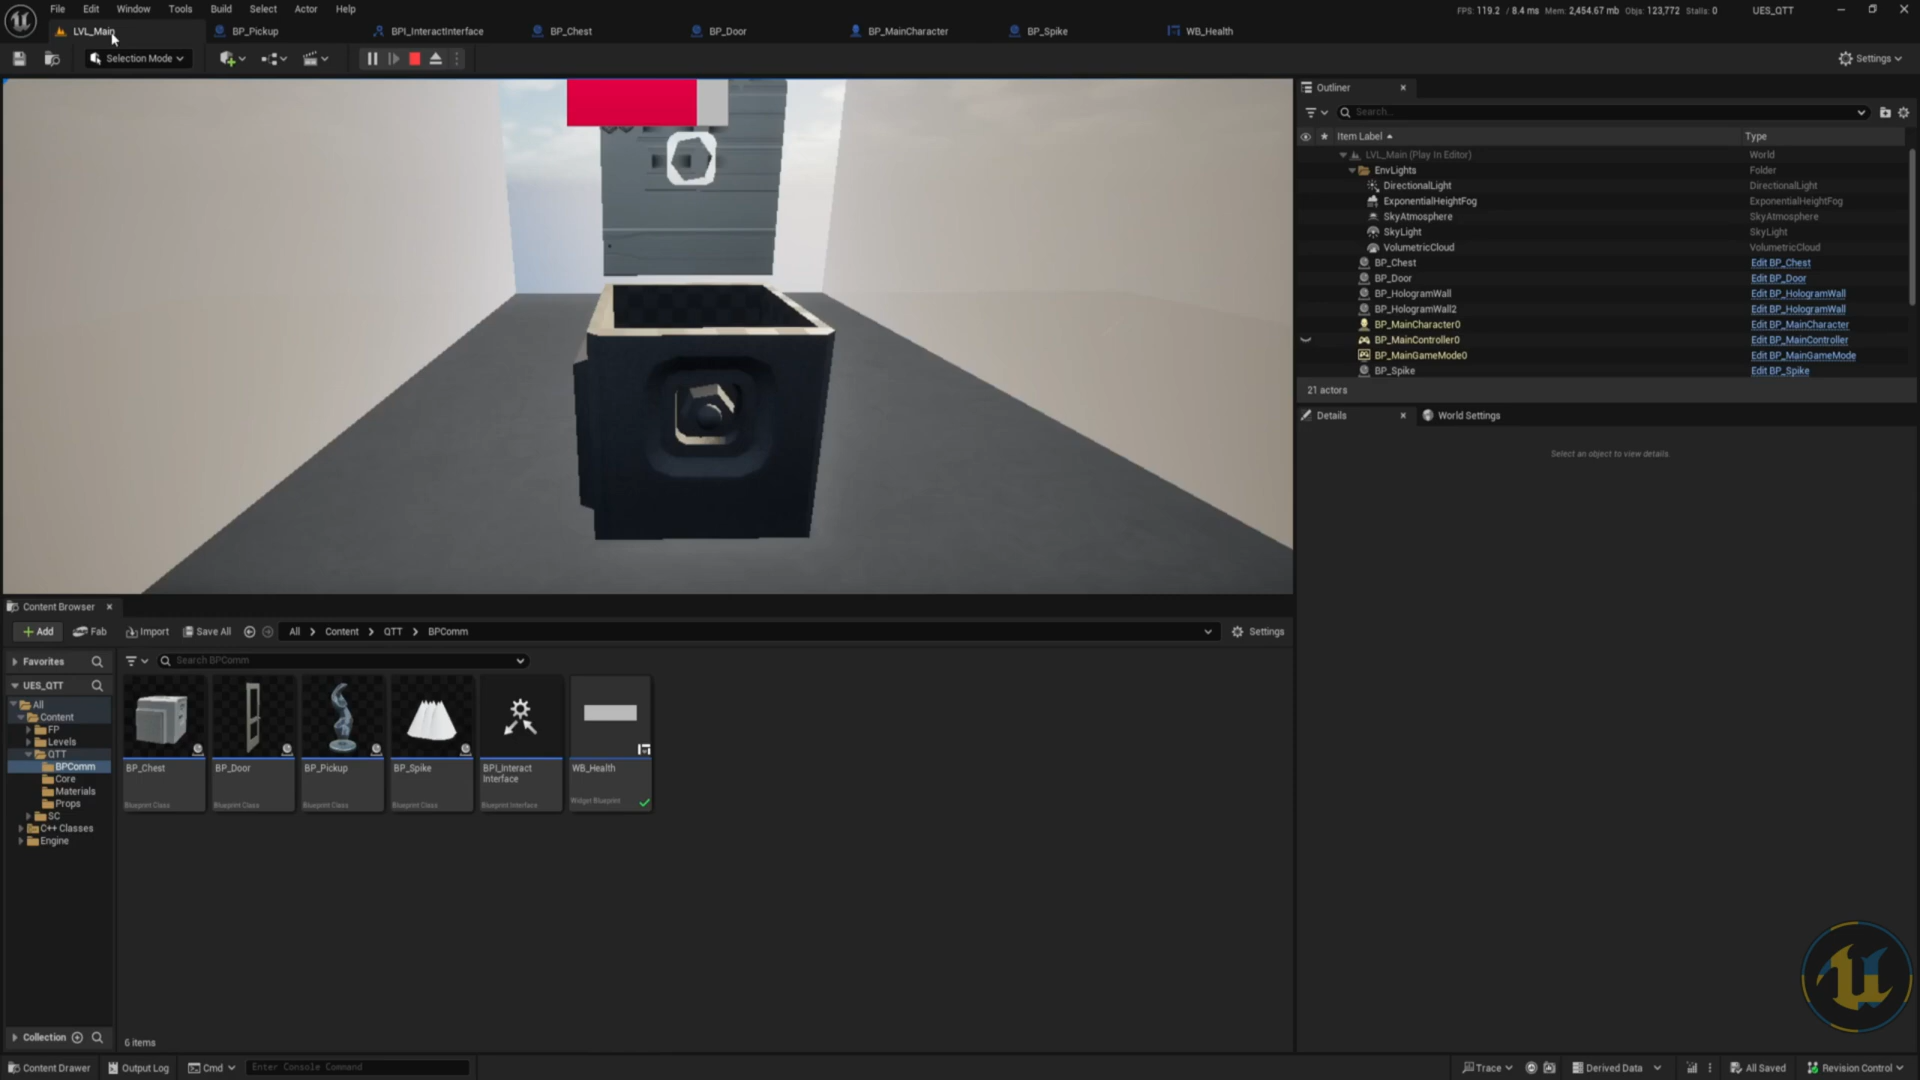 File Edit Window Tools Build Select Actor Help
FPS: 119.2 / 8.4 ms Mem: 2,454.67 mb Objs: 123,772 Stalls: 0 UES_QTT
LVL_Main BP_Pickup BPI_InteractInterface BP_Chest BP_Door BP_MainCharacter BP_Spike WB_Health
Selection Mode Settings
Outliner
Search...
Item Label Type
LVL_Main (Play In Editor) World
EnvLights Folder
DirectionalLight DirectionalLight
ExponentialHeightFog ExponentialHeightFog
SkyAtmosphere SkyAtmosphere
SkyLight SkyLight
VolumetricCloud VolumetricCloud
BP_Chest Edit BP_Chest
BP_Door Edit BP_Door
BP_HologramWall Edit BP_HologramWall
BP_HologramWall2 Edit BP_HologramWall
BP_MainCharacter0 Edit BP_MainCharacter
BP_MainController0 Edit BP_MainController
BP_MainGameMode0 Edit BP_MainGameMode
BP_Spike Edit BP_Spike
21 actors
Details World Settings
Select an object to view details.
Content Browser
Add Fab Import Save All All Content QTT BPComm Settings
Favorites Search BPComm
UES_QTT
All
Content
FP
Levels
QTT
BPComm
Core
Materials
Props
SC
C++ Classes
Engine
BP_Chest BP_Door BP_Pickup BP_Spike BPI_Interact WB_Health
Interface
Blueprint Class Blueprint Class Blueprint Class Blueprint Class Blueprint Interface Widget Blueprint
Collection 6 items
Content Drawer Output Log Cmd Enter Console Command Trace Derived Data All Saved Revision Control